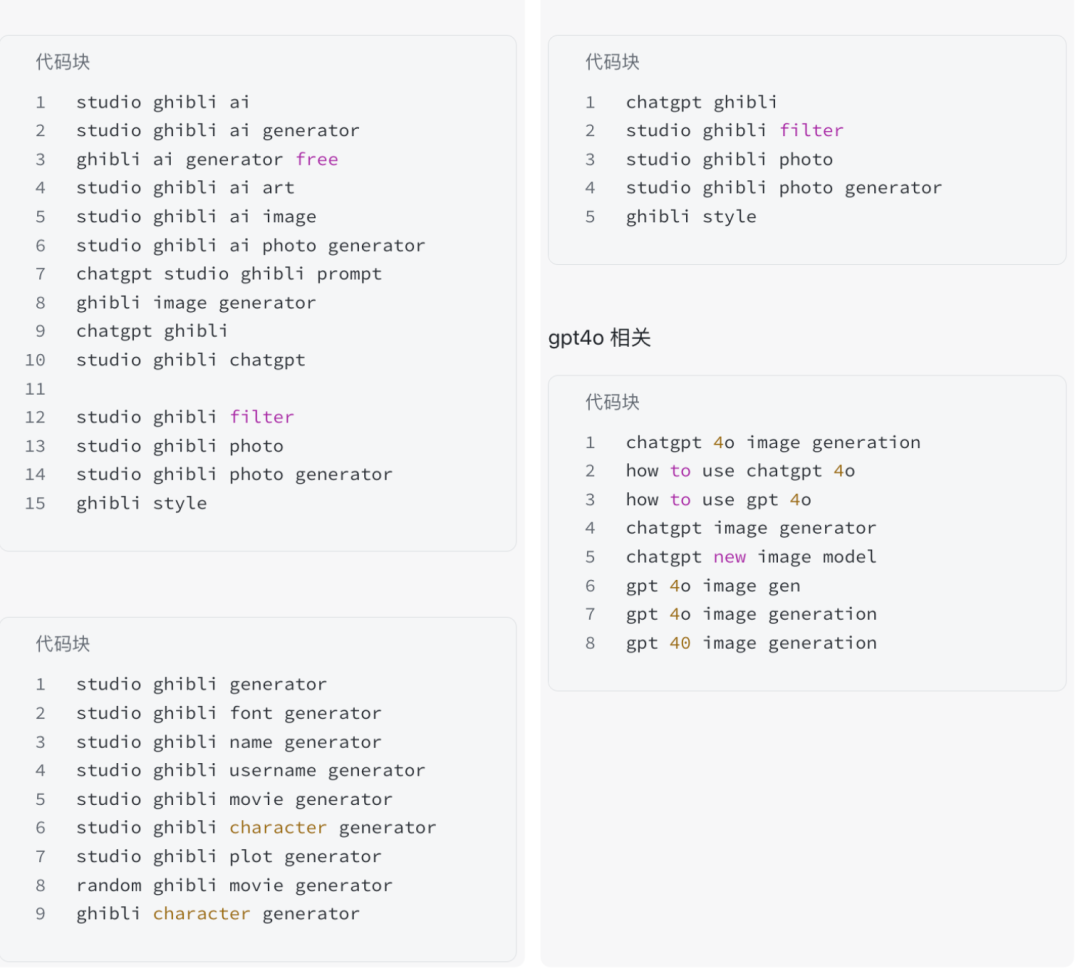 代码块
1 studio ghibli ai
2 studio ghibli ai generator
3 ghibli ai generator free
4 studio ghibli ai art
5 studio ghibli ai image
6 studio ghibli ai photo generator
7 chatgpt studio ghibli prompt
8 ghibli image generator
9 chatgpt ghibli
10 studio ghibli chatgpt
11
12 studio ghibli filter
13 studio ghibli photo
14 studio ghibli photo generator
15 ghibli style
代码块
1 studio ghibli generator
2 studio ghibli font generator
3 studio ghibli name generator
4 studio ghibli username generator
5 studio ghibli movie generator
6 studio ghibli character generator
7 studio ghibli plot generator
8 random ghibli movie generator
9 ghibli character generator
代码块
1 chatgpt ghibli
2 studio ghibli filter
3 studio ghibli photo
4 studio ghibli photo generator
5 ghibli style
gpt4o 相关
代码块
1 chatgpt 4o image generation
2 how to use chatgpt 4o
3 how to use gpt 4o
4 chatgpt image generator
5 chatgpt new image model
6 gpt 4o image gen
7 gpt 4o image generation
8 gpt 40 image generation